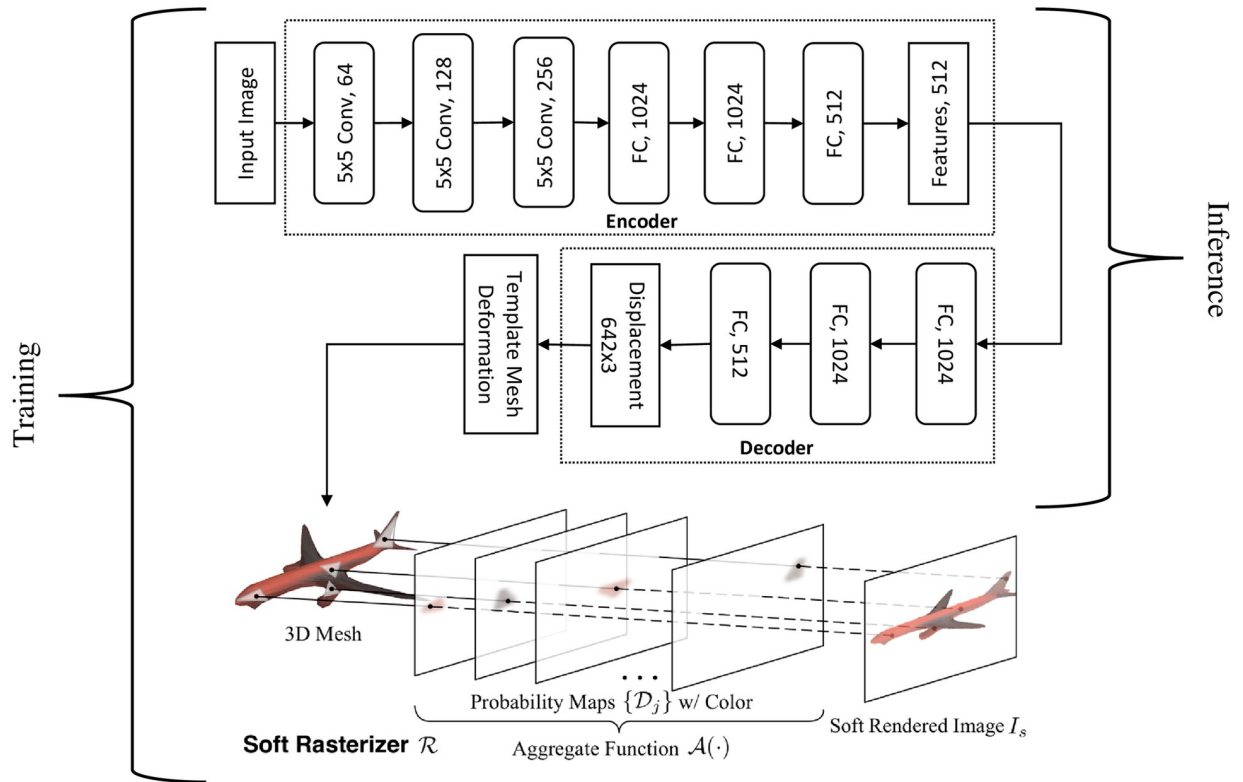 Training
Input Image
5x5 Conv, 64
5x5 Conv, 128
5x5 Conv, 256
FC, 1024
FC, 1024
FC, 512
Features, 512
Encoder
Inference
Template Mesh
Deformation
Displacement
642x3
FC, 512
FC, 1024
FC, 1024
Decoder
3D Mesh
...
Probability Maps {𝒟ⱼ} w/ Color
Soft Rasterizer ℛ
Aggregate Function 𝒜(·)
Soft Rendered Image Iₛ